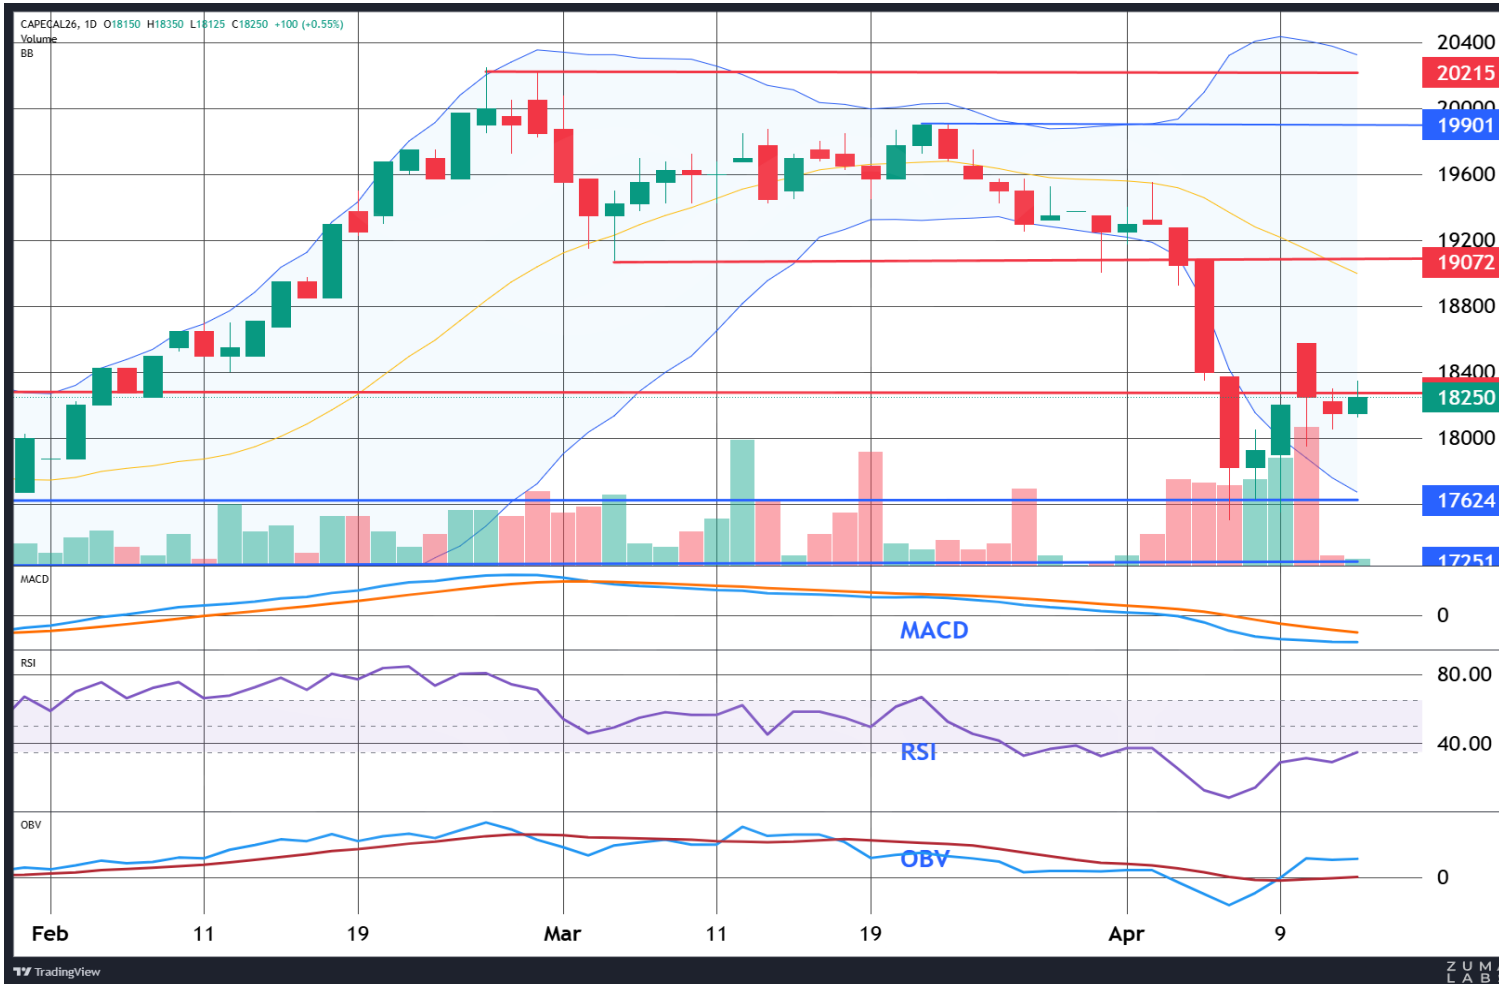 CAPECAL26, 1D O18150 H18350 L18125 C18250 +100 (+0.55%)
Volume
BB
20400
20215
20000
19901
19600
19200
19072
18800
18400
18250
18000
17624
17251
MACD
0
MACD
RSI
80.00
40.00
RSI
OBV
OBV
0
Feb 11 19 Mar 11 19 Apr 9
TradingView
ZUM
LAB